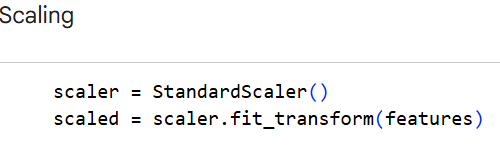 Scaling
scaler = StandardScaler()
scaled = scaler.fit_transform(features)